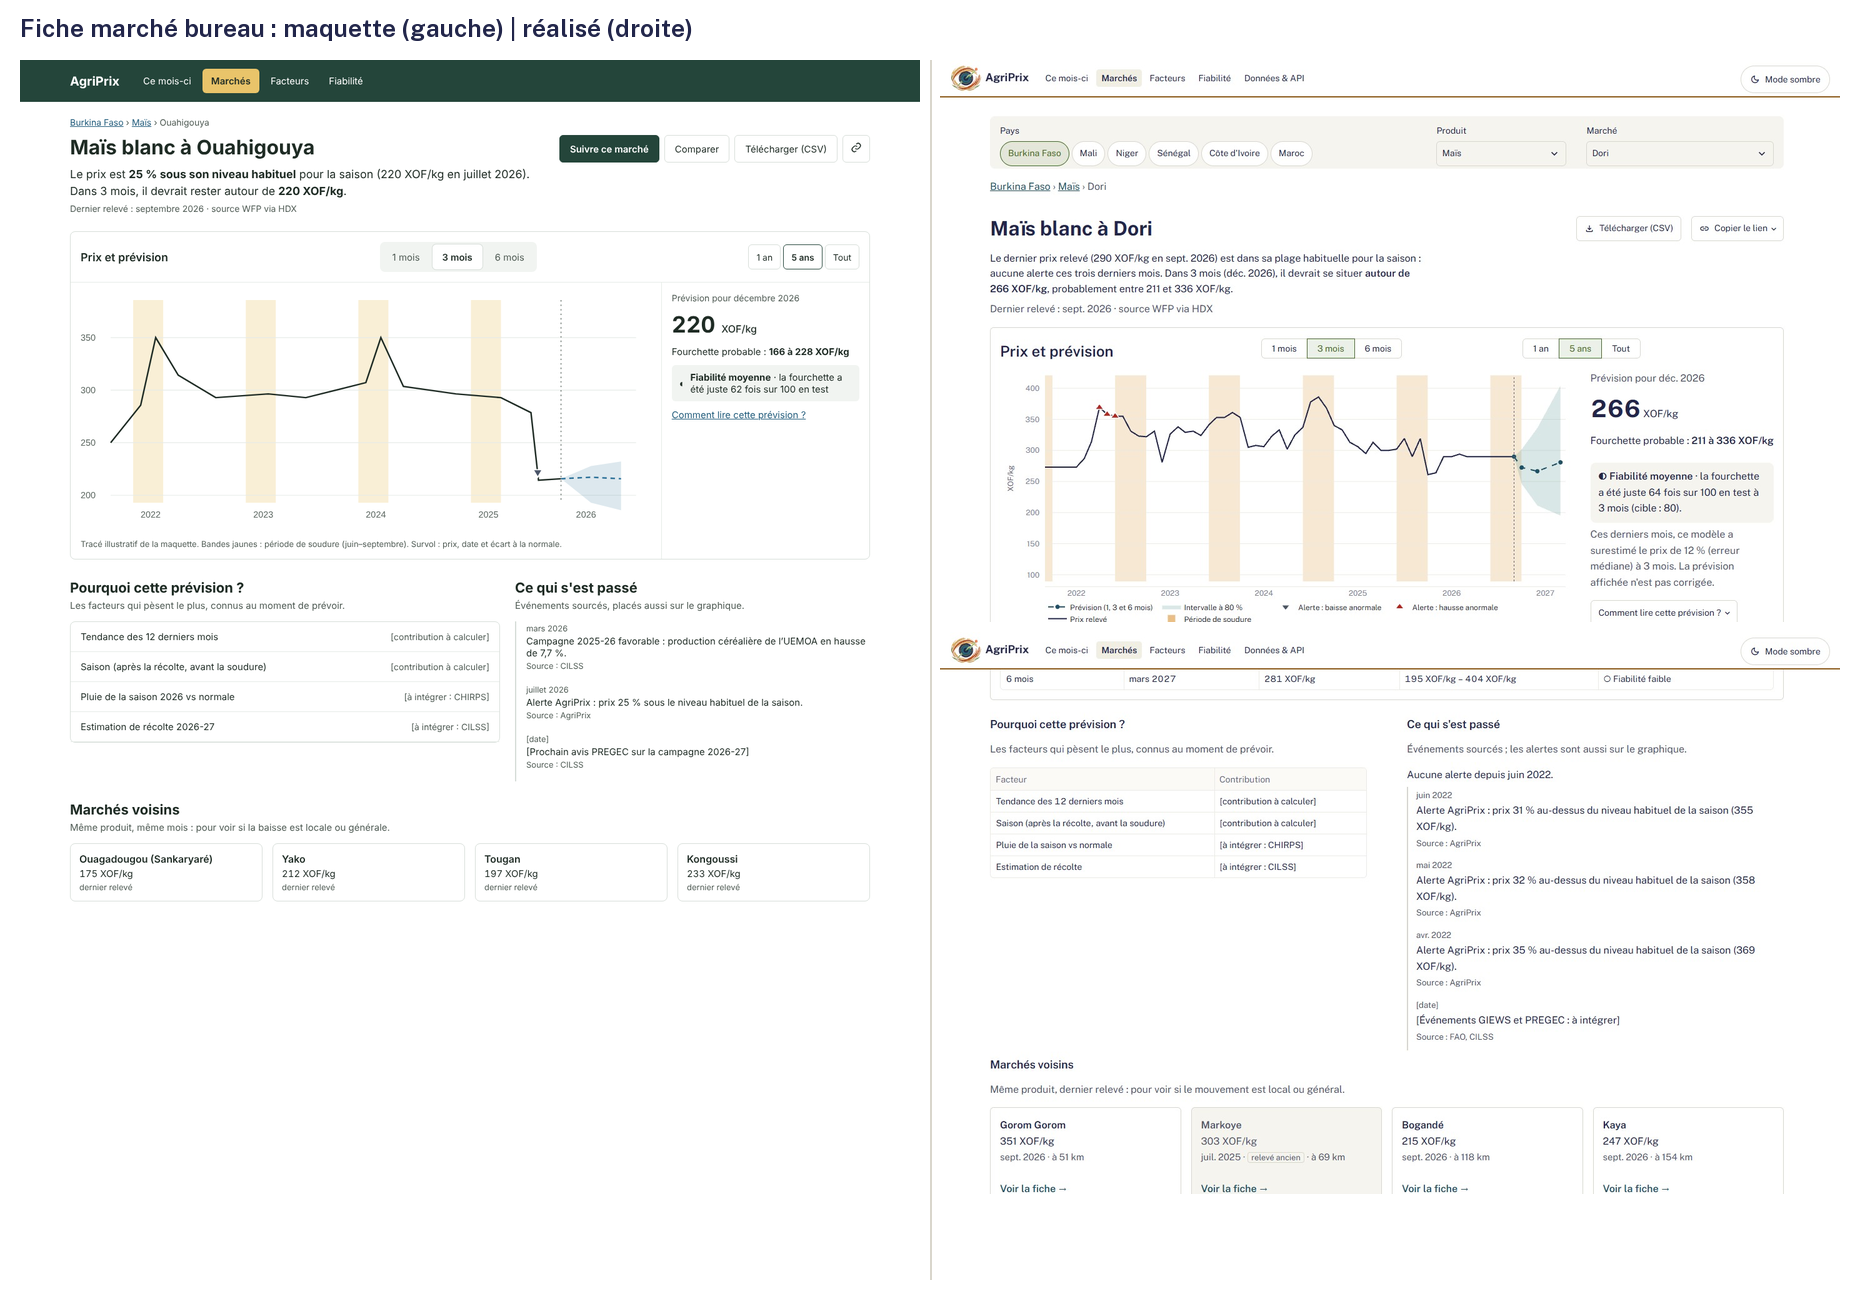 Fiche marché bureau : maquette (gauche) | réalisé (droite)
AgriPrix Ce mois-ci Marchés Facteurs Fiabilité
Burkina Faso › Maïs › Ouahigouya
Maïs blanc à Ouahigouya
Suivre ce marché Comparer Télécharger (CSV)
Le prix est 25 % sous son niveau habituel pour la saison (220 XOF/kg en juillet 2026).
Dans 3 mois, il devrait rester autour de 220 XOF/kg.
Dernier relevé : septembre 2026 · source WFP via HDX
Prix et prévision
1 mois 3 mois 6 mois
1 an 5 ans Tout
350
300
250
200
2022 2023 2024 2025 2026
Tracé illustratif de la maquette. Bandes jaunes : période de soudure (juin–septembre). Survol : prix, date et écart à la normale.
Prévision pour décembre 2026
220 XOF/kg
Fourchette probable : 166 à 228 XOF/kg
Fiabilité moyenne · la fourchette a
été juste 62 fois sur 100 en test
Comment lire cette prévision ?
Pourquoi cette prévision ?
Les facteurs qui pèsent le plus, connus au moment de prévoir.
Tendance des 12 derniers mois [contribution à calculer]
Saison (après la récolte, avant la soudure) [contribution à calculer]
Pluie de la saison 2026 vs normale [à intégrer : CHIRPS]
Estimation de récolte 2026-27 [à intégrer : CILSS]
Ce qui s'est passé
Événements sourcés, placés aussi sur le graphique.
mars 2026
Campagne 2025-26 favorable : production céréalière de l'UEMOA en hausse
de 7,7 %.
Source : CILSS
juillet 2026
Alerte AgriPrix : prix 25 % sous le niveau habituel de la saison.
Source : AgriPrix
[date]
[Prochain avis PREGEC sur la campagne 2026-27]
Source : CILSS
Marchés voisins
Même produit, même mois : pour voir si la baisse est locale ou générale.
Ouagadougou (Sankaryaré)
175 XOF/kg
dernier relevé
Yako
212 XOF/kg
dernier relevé
Tougan
197 XOF/kg
dernier relevé
Kongoussi
233 XOF/kg
dernier relevé
AgriPrix Ce mois-ci Marchés Facteurs Fiabilité Données & API Mode sombre
Pays
Burkina Faso Mali Niger Sénégal Côte d'Ivoire Maroc
Produit
Maïs
Marché
Dori
Burkina Faso › Maïs › Dori
Maïs blanc à Dori
Télécharger (CSV) Copier le lien
Le dernier prix relevé (290 XOF/kg en sept. 2026) est dans sa plage habituelle pour la saison :
aucune alerte ces trois derniers mois. Dans 3 mois (déc. 2026), il devrait se situer autour de
266 XOF/kg, probablement entre 211 et 336 XOF/kg.
Dernier relevé : sept. 2026 · source WFP via HDX
Prix et prévision
1 mois 3 mois 6 mois
1 an 5 ans Tout
XOF/kg
400
350
300
250
200
150
100
2022 2023 2024 2025 2026 2027
Prévision (1, 3 et 6 mois) Intervalle à 80 % Alerte : baisse anormale Alerte : hausse anormale
Prix relevé Période de soudure
Prévision pour déc. 2026
266 XOF/kg
Fourchette probable : 211 à 336 XOF/kg
Fiabilité moyenne · la fourchette
a été juste 64 fois sur 100 en test à
3 mois (cible : 80).
Ces derniers mois, ce modèle a
surestimé le prix de 12 % (erreur
médiane) à 3 mois. La prévision
affichée n'est pas corrigée.
Comment lire cette prévision ?
AgriPrix Ce mois-ci Marchés Facteurs Fiabilité Données & API Mode sombre
6 mois mars 2027 281 XOF/kg 195 XOF/kg – 404 XOF/kg Fiabilité faible
Pourquoi cette prévision ?
Les facteurs qui pèsent le plus, connus au moment de prévoir.
Facteur Contribution
Tendance des 12 derniers mois [contribution à calculer]
Saison (après la récolte, avant la soudure) [contribution à calculer]
Pluie de la saison vs normale [à intégrer : CHIRPS]
Estimation de récolte [à intégrer : CILSS]
Ce qui s'est passé
Événements sourcés ; les alertes sont aussi sur le graphique.
Aucune alerte depuis juin 2022.
juin 2022
Alerte AgriPrix : prix 31 % au-dessus du niveau habituel de la saison (355
XOF/kg).
Source : AgriPrix
mai 2022
Alerte AgriPrix : prix 32 % au-dessus du niveau habituel de la saison (358
XOF/kg).
Source : AgriPrix
avr. 2022
Alerte AgriPrix : prix 35 % au-dessus du niveau habituel de la saison (369
XOF/kg).
Source : AgriPrix
[date]
[Événements GIEWS et PREGEC : à intégrer]
Source : FAO, CILSS
Marchés voisins
Même produit, dernier relevé : pour voir si le mouvement est local ou général.
Gorom Gorom
351 XOF/kg
sept. 2026 · à 51 km
Voir la fiche →
Markoye
303 XOF/kg
juil. 2025 · relevé ancien · à 69 km
Voir la fiche →
Bogandé
215 XOF/kg
sept. 2026 · à 118 km
Voir la fiche →
Kaya
247 XOF/kg
sept. 2026 · à 154 km
Voir la fiche →